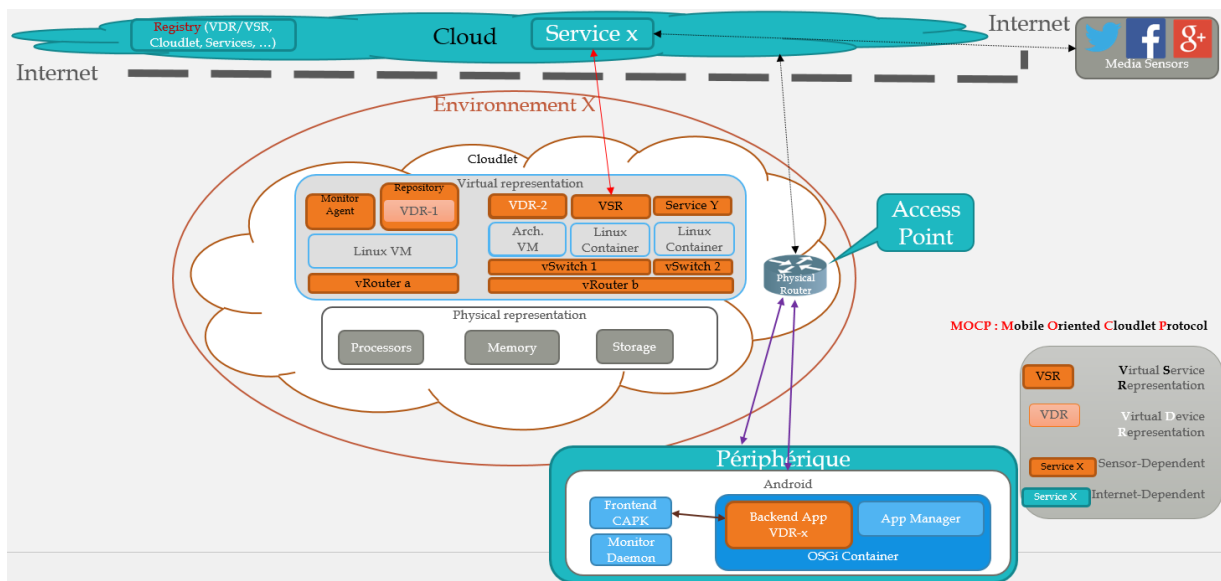 Registry (VDR/VSR,
Cloudlet, Services, …)
Cloud
Service x
Internet
Internet
Media Sensors
Environnement X
Cloudlet
Virtual representation
Monitor
Agent
Repository
VDR-1
VDR-2
VSR
Service Y
Linux VM
Arch.
VM
Linux
Container
Linux
Container
vSwitch 1
vSwitch 2
vRouter a
vRouter b
Physical
Router
Access
Point
Physical representation
Processors
Memory
Storage
MOCP : Mobile Oriented Cloudlet Protocol
VSR
Virtual Service
Representation
VDR
Virtual Device
Representation
Service X
Sensor-Dependent
Service X
Internet-Dependent
Périphérique
Android
Frontend
CAPK
Monitor
Daemon
Backend App
VDR-x
App Manager
OSGi Container